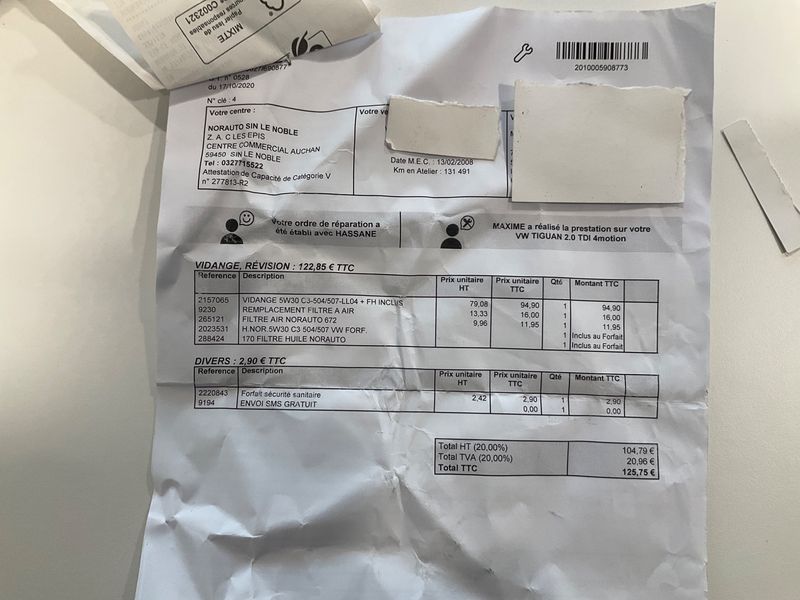 C002321
Papier issu de
MIXTE
n° 0528
du 17/10/2020
N° clé : 4
2010005908773
Votre centre :
NORAUTO SIN LE NOBLE
Z. A. C LES EPIS
CENTRE COMMERCIAL AUCHAN
59450 SIN LE NOBLE
Tel : 0327715522
Attestation de Capacité de Catégorie V
n° 277813-R2
Votre ve
Date M.E.C. : 13/02/2008
Km en Atelier : 131 491
Votre ordre de réparation a
été établi avec HASSANE
MAXIME a réalisé la prestation sur votre
VW TIGUAN 2.0 TDI 4motion
VIDANGE, RÉVISION : 122,85 € TTC
Reference Description Prix unitaire HT Prix unitaire TTC Qté Montant TTC
2157065 VIDANGE 5W30 C3-504/507-LL04 + FH INCLUS 79,08 94,90 1 94,90
9230 REMPLACEMENT FILTRE A AIR 13,33 16,00 1 16,00
265121 FILTRE AIR NORAUTO 672 9,96 11,95 1 11,95
2023531 H.NOR.5W30 C3 504/507 VW FORF. 1 Inclus au Forfait
288424 170 FILTRE HUILE NORAUTO 1 Inclus au Forfait
DIVERS : 2,90 € TTC
Reference Description Prix unitaire HT Prix unitaire TTC Qté Montant TTC
2220843 Forfait sécurité sanitaire 2,42 2,90 1 2,90
9194 ENVOI SMS GRATUIT 0,00 1 0,00
Total HT (20,00%) 104,79 €
Total TVA (20,00%) 20,96 €
Total TTC 125,75 €